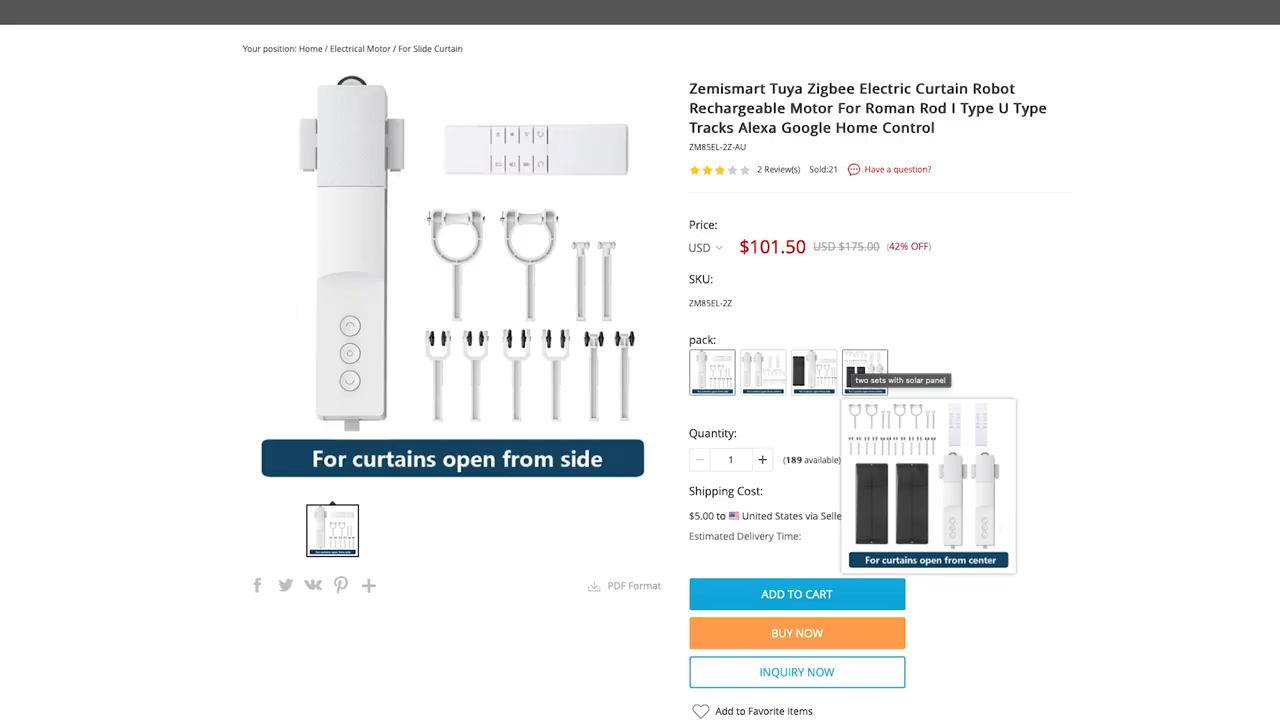 Your position: Home / Electrical Motor / For Slide Curtain
Zemismart Tuya Zigbee Electric Curtain Robot
Rechargeable Motor For Roman Rod I Type U Type
Tracks Alexa Google Home Control
ZM85EL-2Z-AU
2 Review(s) Sold:21 Have a question?
Price:
USD $101.50 USD $175.00 (42% OFF)
SKU:
ZM85EL-2Z
pack:
two sets with solar panel
Quantity:
1 (189 available)
Shipping Cost:
$5.00 to United States via Selle
Estimated Delivery Time:
For curtains open from side
For curtains open from center
PDF Format
ADD TO CART
BUY NOW
INQUIRY NOW
Add to Favorite Items